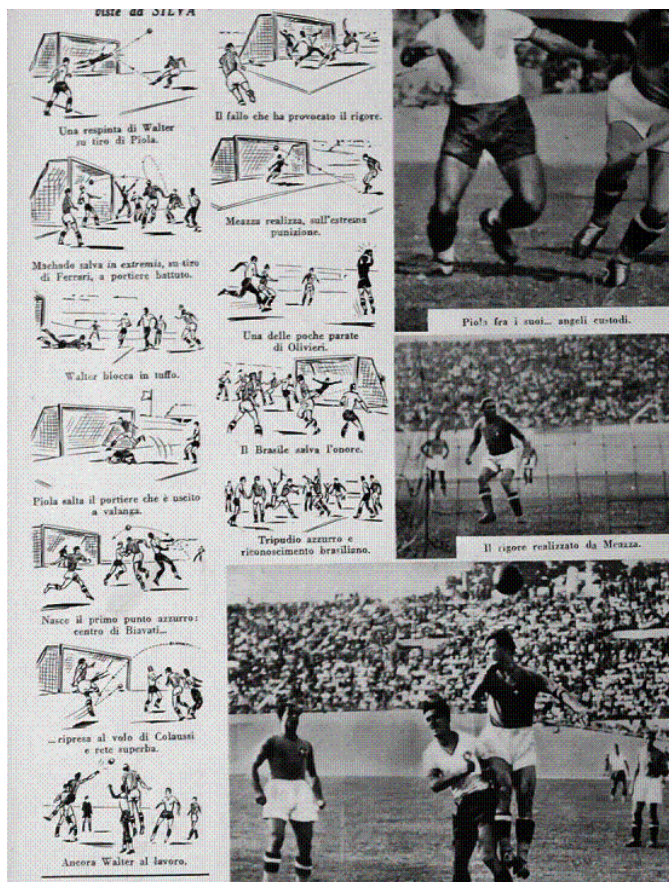 viste da SILVA
Una respinta di Walter
su tiro di Piola.
Machado salva in extremis, su tiro
di Ferrari, a portiere battuto.
Walter blocca in tuffo.
Piola salta il portiere che è uscito
a valanga.
Nasce il primo punto azzurro:
centro di Biavati...
...ripresa al volo di Colaussi
e rete superba.
Ancora Walter al lavoro.
Il fallo che ha provocato il rigore.
Meazza realizza, sull'estrema
punizione.
Una delle poche parate
di Olivieri.
Il Brasile salva l'onore.
Tripudio azzurro e
riconoscimento brasiliano.
Piola fra i suoi... angeli custodi.
Il rigore realizzato da Meazza.